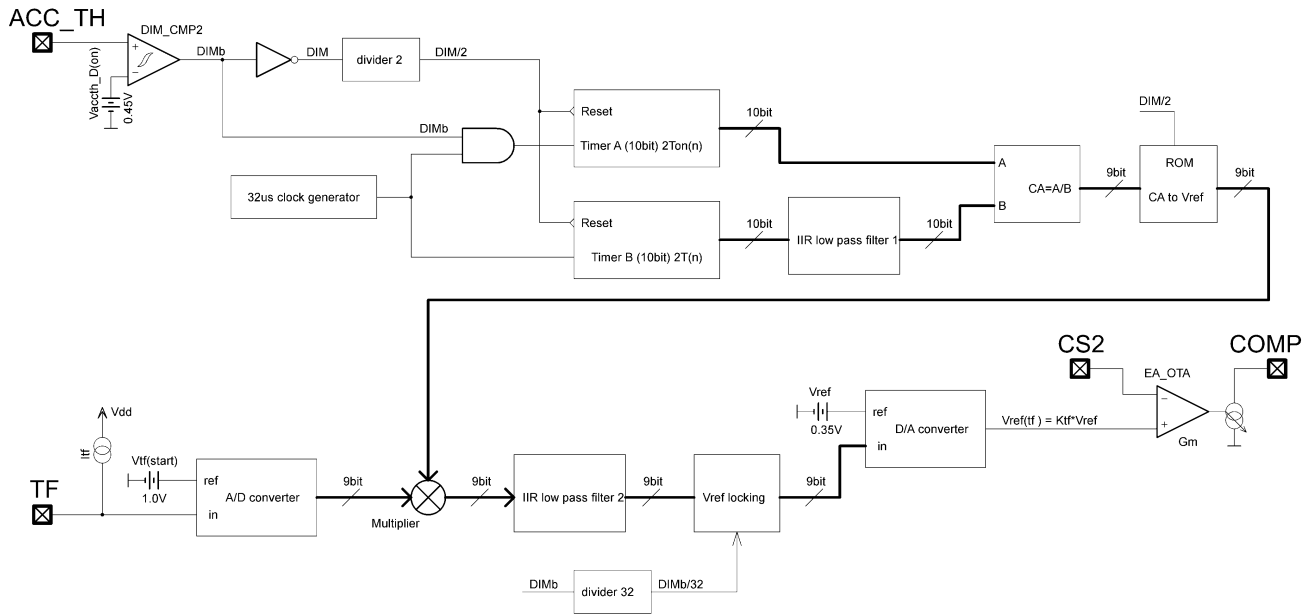 ACC_TH
DIM_CMP2
+
−
Vaccth_D(on)
0.45V
DIMb
DIM
divider 2
DIM/2
DIMb
32us clock generator
Reset
Timer A (10bit) 2Ton(n)
10bit
Reset
Timer B (10bit) 2T(n)
10bit
IIR low pass filter 1
10bit
A
B
CA=A/B
9bit
DIM/2
ROM
CA to Vref
9bit
CS2
COMP
EA_OTA
−
+
Gm
Vref
0.35V
ref
in
D/A converter
Vref(tf ) = Ktf*Vref
Vdd
Itf
Vtf(start)
1.0V
TF
ref
in
A/D converter
9bit
Multiplier
9bit
IIR low pass filter 2
9bit
Vref locking
9bit
DIMb
divider 32
DIMb/32